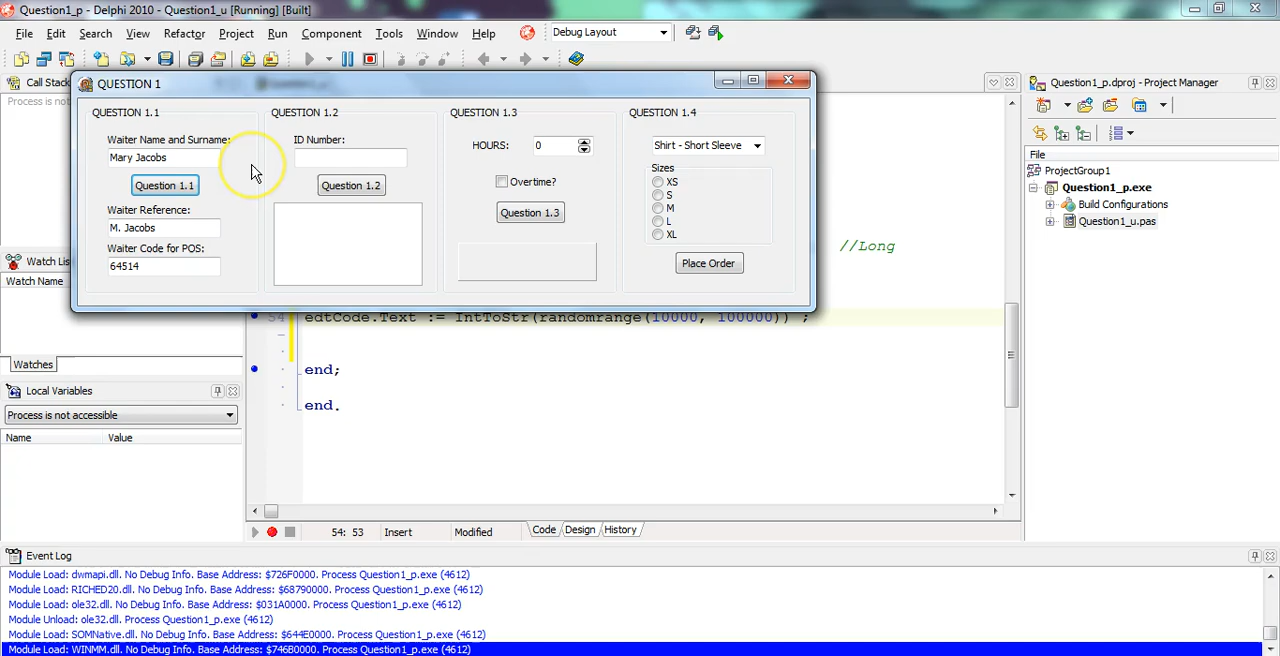 Question1_p - Delphi 2010 - Question1_u [Running] [Built]
File Edit Search View Refactor Project Run Component Tools Window Help Debug Layout
Call Stack
Process is not
QUESTION 1
QUESTION 1.1
Waiter Name and Surname:
Mary Jacobs
Question 1.1
Waiter Reference:
M. Jacobs
Waiter Code for POS:
64514
QUESTION 1.2
ID Number:
Question 1.2
QUESTION 1.3
HOURS: 0
Overtime?
Question 1.3
QUESTION 1.4
Shirt - Short Sleeve
Sizes
XS
S
M
L
XL
Place Order
//Long
54 edtCode.Text := IntToStr(randomrange(10000, 100000)) ;
end;
end.
Watch List
Watch Name
Watches
Local Variables
Process is not accessible
Name Value
54: 53 Insert Modified Code Design History
Question1_p.dproj - Project Manager
File
ProjectGroup1
Question1_p.exe
Build Configurations
Question1_u.pas
Event Log
Module Load: dwmapi.dll. No Debug Info. Base Address: $726F0000. Process Question1_p.exe (4612)
Module Load: RICHED20.dll. No Debug Info. Base Address: $68790000. Process Question1_p.exe (4612)
Module Load: ole32.dll. No Debug Info. Base Address: $031A0000. Process Question1_p.exe (4612)
Module Unload: ole32.dll. Process Question1_p.exe (4612)
Module Load: SOMNative.dll. No Debug Info. Base Address: $644E0000. Process Question1_p.exe (4612)
Module Load: WINMM.dll. No Debug Info. Base Address: $746B0000. Process Question1_p.exe (4612)